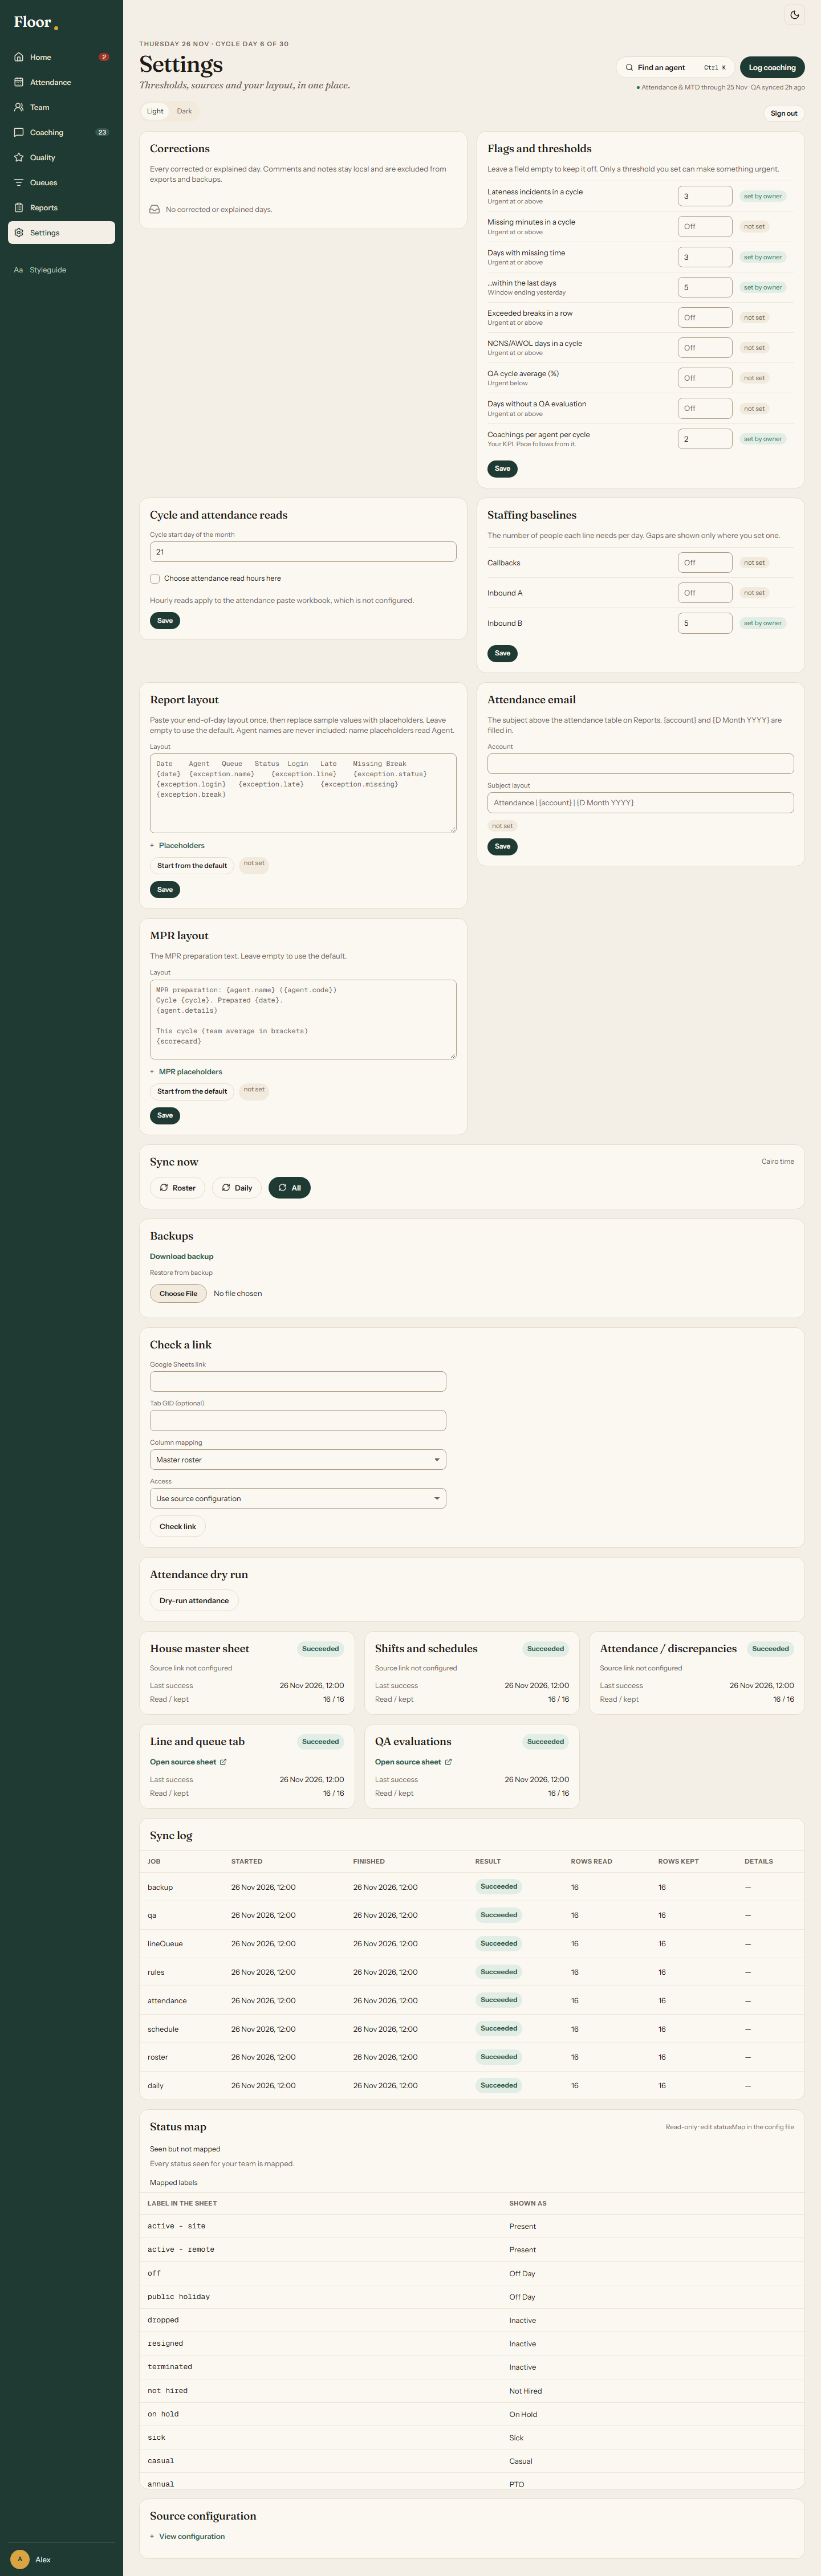 Floor
Home 2
Attendance
Team
Coaching 23
Quality
Queues
Reports
Settings
Aa Styleguide
THURSDAY 26 NOV · CYCLE DAY 6 OF 30
Settings
Thresholds, sources and your layout, in one place.
Find an agent Ctrl K
Log coaching
Attendance & MTD through 25 Nov · QA synced 2h ago
Light Dark
Sign out
Corrections
Every corrected or explained day. Comments and notes stay local and are excluded from
exports and backups.
No corrected or explained days.
Flags and thresholds
Leave a field empty to keep it off. Only a threshold you set can make something urgent.
Lateness incidents in a cycle
Urgent at or above
3 set by owner
Missing minutes in a cycle
Urgent at or above
Off not set
Days with missing time
Urgent at or above
3 set by owner
...within the last days
Window ending yesterday
5 set by owner
Exceeded breaks in a row
Urgent at or above
Off not set
NCNS/AWOL days in a cycle
Urgent at or above
Off not set
QA cycle average (%)
Urgent below
Off not set
Days without a QA evaluation
Urgent at or above
Off not set
Coachings per agent per cycle
Your KPI. Pace follows from it.
2 set by owner
Save
Cycle and attendance reads
Cycle start day of the month
21
Choose attendance read hours here
Hourly reads apply to the attendance paste workbook, which is not configured.
Save
Staffing baselines
The number of people each line needs per day. Gaps are shown only where you set one.
Callbacks Off not set
Inbound A Off not set
Inbound B 5 set by owner
Save
Report layout
Paste your end-of-day layout once, then replace sample values with placeholders. Leave
empty to use the default. Agent names are never included: name placeholders read Agent.
Layout
Date Agent Queue Status Login Late Missing Break
{date} {exception.name} {exception.line} {exception.status}
{exception.login} {exception.late} {exception.missing}
{exception.break}
+ Placeholders
Start from the default not set
Save
Attendance email
The subject above the attendance table on Reports. {account} and {D Month YYYY} are
filled in.
Account
Subject layout
Attendance | {account} | {D Month YYYY}
not set
Save
MPR layout
The MPR preparation text. Leave empty to use the default.
Layout
MPR preparation: {agent.name} ({agent.code})
Cycle {cycle}. Prepared {date}.
{agent.details}
This cycle (team average in brackets)
{scorecard}
+ MPR placeholders
Start from the default not set
Save
Sync now Cairo time
Roster Daily All
Backups
Download backup
Restore from backup
Choose File No file chosen
Check a link
Google Sheets link
Tab GID (optional)
Column mapping
Master roster
Access
Use source configuration
Check link
Attendance dry run
Dry-run attendance
House master sheet Succeeded
Source link not configured
Last success 26 Nov 2026, 12:00
Read / kept 16 / 16
Shifts and schedules Succeeded
Source link not configured
Last success 26 Nov 2026, 12:00
Read / kept 16 / 16
Attendance / discrepancies Succeeded
Source link not configured
Last success 26 Nov 2026, 12:00
Read / kept 16 / 16
Line and queue tab Succeeded
Open source sheet
Last success 26 Nov 2026, 12:00
Read / kept 16 / 16
QA evaluations Succeeded
Open source sheet
Last success 26 Nov 2026, 12:00
Read / kept 16 / 16
Sync log
JOB STARTED FINISHED RESULT ROWS READ ROWS KEPT DETAILS
backup 26 Nov 2026, 12:00 26 Nov 2026, 12:00 Succeeded 16 16 —
qa 26 Nov 2026, 12:00 26 Nov 2026, 12:00 Succeeded 16 16 —
lineQueue 26 Nov 2026, 12:00 26 Nov 2026, 12:00 Succeeded 16 16 —
rules 26 Nov 2026, 12:00 26 Nov 2026, 12:00 Succeeded 16 16 —
attendance 26 Nov 2026, 12:00 26 Nov 2026, 12:00 Succeeded 16 16 —
schedule 26 Nov 2026, 12:00 26 Nov 2026, 12:00 Succeeded 16 16 —
roster 26 Nov 2026, 12:00 26 Nov 2026, 12:00 Succeeded 16 16 —
daily 26 Nov 2026, 12:00 26 Nov 2026, 12:00 Succeeded 16 16 —
Status map Read-only · edit statusMap in the config file
Seen but not mapped
Every status seen for your team is mapped.
Mapped labels
LABEL IN THE SHEET SHOWN AS
active - site Present
active - remote Present
off Off Day
public holiday Off Day
dropped Inactive
resigned Inactive
terminated Inactive
not hired Not Hired
on hold On Hold
sick Sick
casual Casual
annual PTO
Source configuration
+ View configuration
A Alex